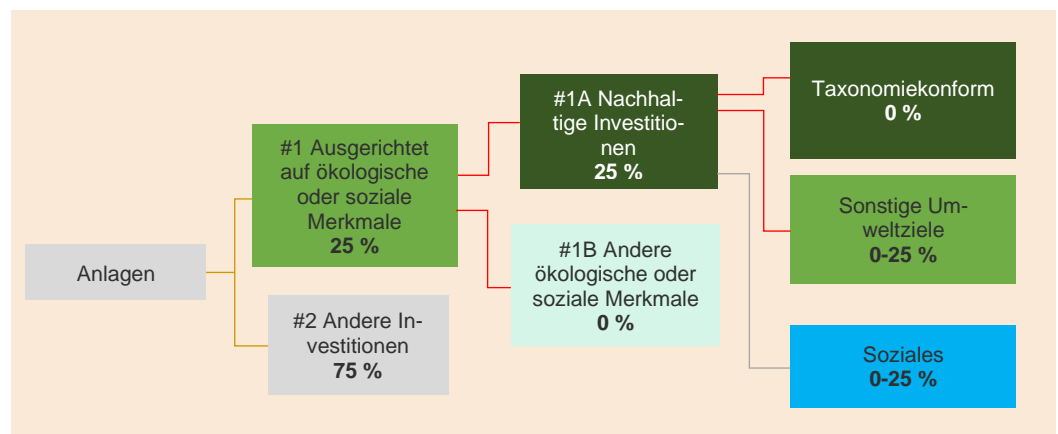 Anlagen
#1 Ausgerichtet
auf ökologische
oder soziale
Merkmale
25 %
#2 Andere In-
vestitionen
75 %
#1A Nachhal-
tige Investitio-
nen
25 %
#1B Andere
ökologische oder
soziale Merkmale
0 %
Taxonomiekonform
0 %
Sonstige Um-
weltziele
0-25 %
Soziales
0-25 %